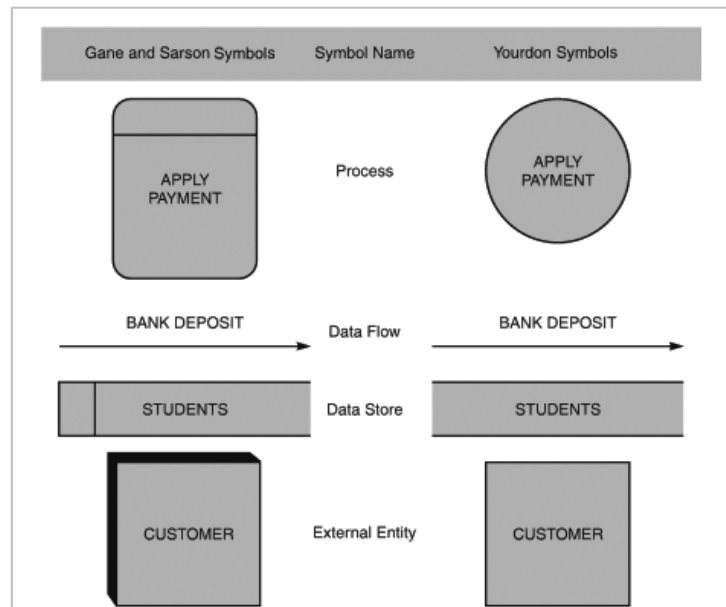 Gane and Sarson Symbols Symbol Name Yourdon Symbols
APPLY
PAYMENT
Process
APPLY
PAYMENT
BANK DEPOSIT
Data Flow
BANK DEPOSIT
STUDENTS
Data Store
STUDENTS
CUSTOMER
External Entity
CUSTOMER